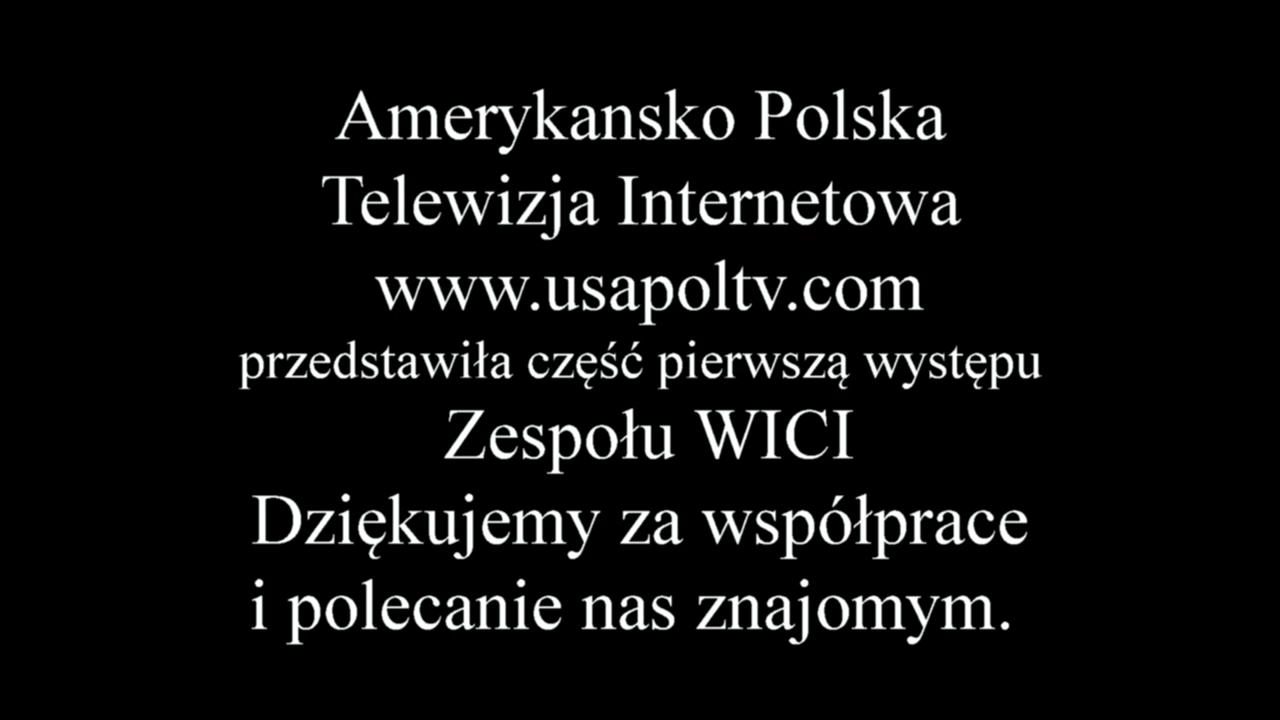 Amerykansko Polska
Telewizja Internetowa
www.usapoltv.com
przedstawiła część pierwszą występu
Zespołu WICI
Dziękujemy za współprace
i polecanie nas znajomym.